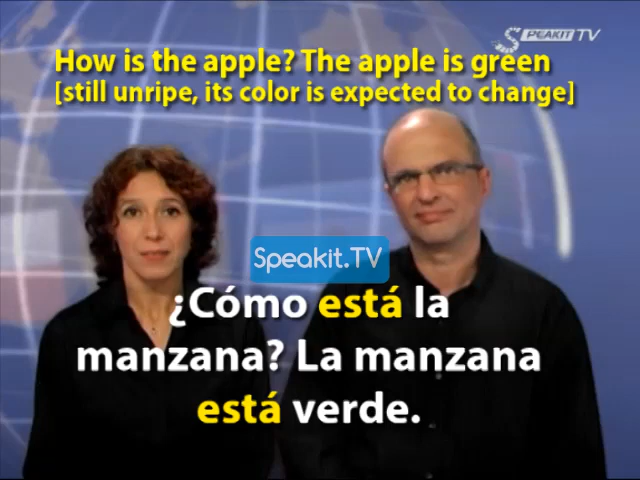 SPEAKIT TV
How is the apple? The apple is green
[still unripe, its color is expected to change]
Speakit.TV
¿Cómo está la
manzana? La manzana
está verde.